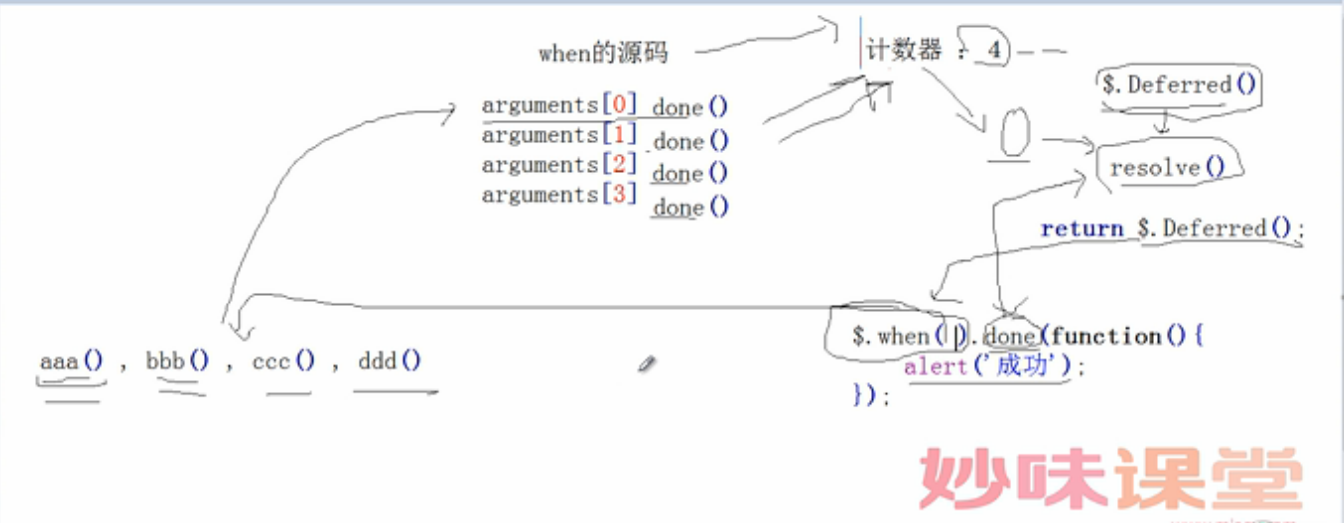 when的源码
计数器 : 4 --
$.Deferred()
arguments[0] done()
arguments[1] done()
arguments[2] done()
arguments[3] done()
0
resolve()
return $.Deferred();
aaa() , bbb() , ccc() , ddd()
$.when().done(function(){
alert('成功');
});
妙味课堂